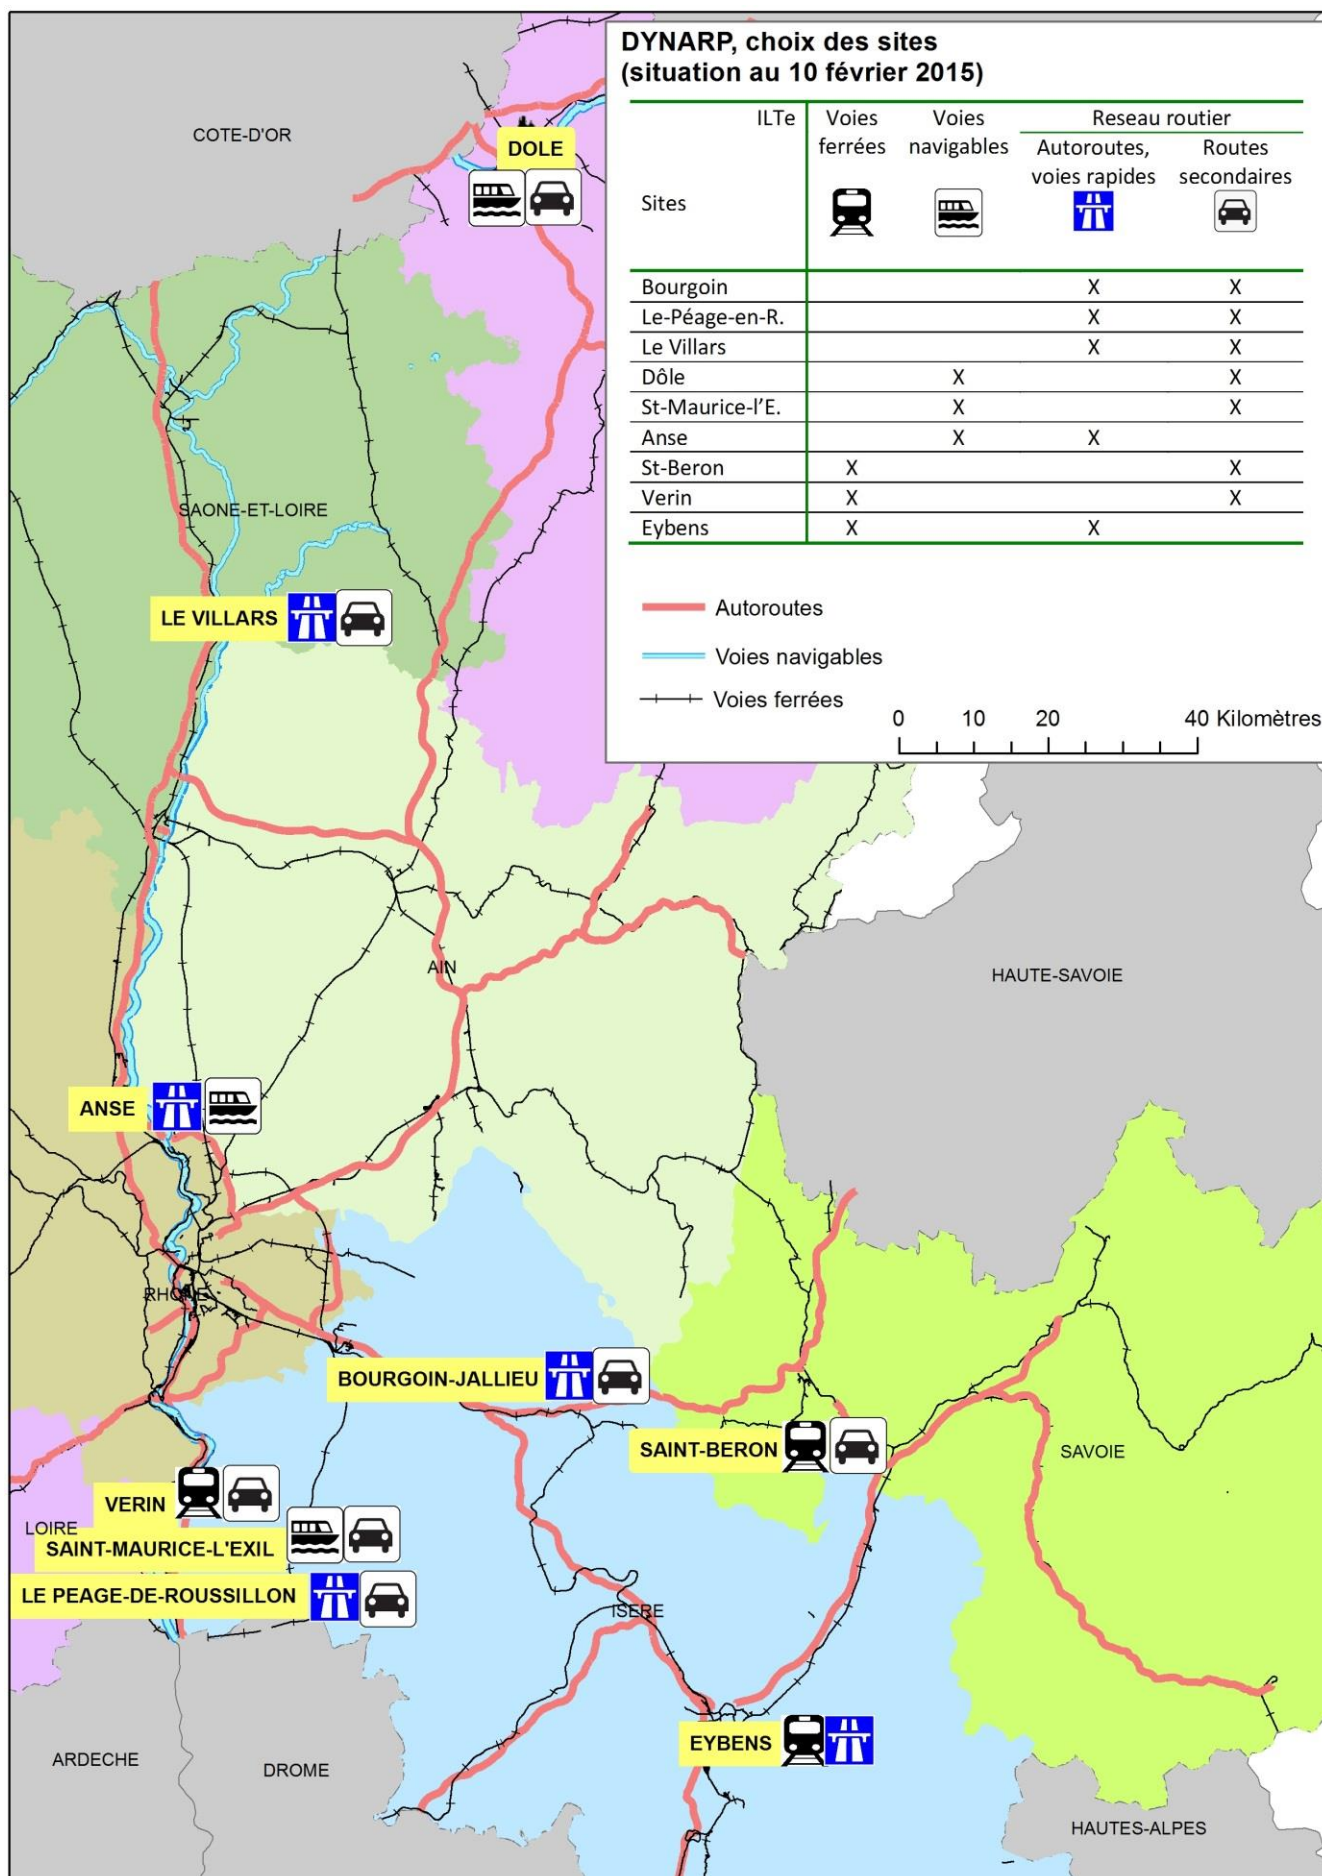 DYNARP, choix des sites
(situation au 10 février 2015)
ILTe Voies ferrées Voies navigables Reseau routier
Autoroutes, voies rapides Routes secondaires
Sites
Bourgoin X X
Le-Péage-en-R. X X
Le Villars X X
Dôle X X
St-Maurice-l'E. X X
Anse X X
St-Beron X X
Verin X X
Eybens X X
Autoroutes
Voies navigables
Voies ferrées
0 10 20 40 Kilomètres
COTE-D'OR
DOLE
SAONE-ET-LOIRE
LE VILLARS
AIN
HAUTE-SAVOIE
ANSE
RHONE
BOURGOIN-JALLIEU
SAINT-BERON
SAVOIE
VERIN
LOIRE
SAINT-MAURICE-L'EXIL
LE PEAGE-DE-ROUSSILLON
ISERE
EYBENS
ARDECHE
DROME
HAUTES-ALPES